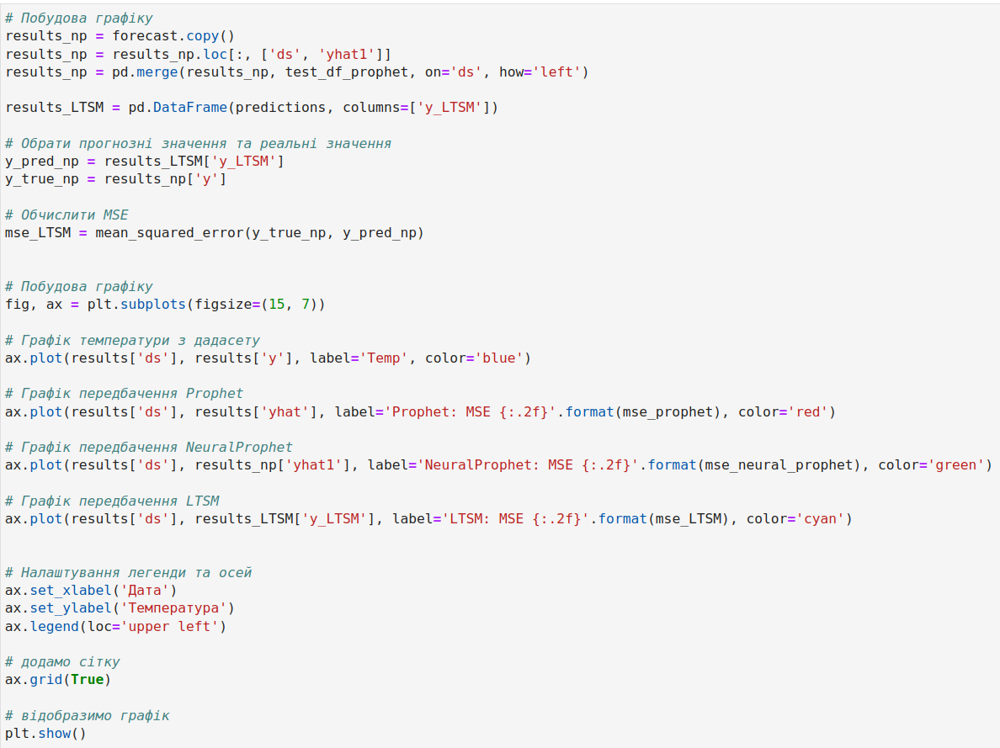 # Побудова графіку
results_np = forecast.copy()
results_np = results_np.loc[:, ['ds', 'yhat1']]
results_np = pd.merge(results_np, test_df_prophet, on='ds', how='left')
results_LTSM = pd.DataFrame(predictions, columns=['y_LTSM'])
# Обрати прогнозні значення та реальні значення
y_pred_np = results_LTSM['y_LTSM']
y_true_np = results_np['y']
# Обчислити MSE
mse_LTSM = mean_squared_error(y_true_np, y_pred_np)
# Побудова графіку
fig, ax = plt.subplots(figsize=(15, 7))
# Графік температури з дадасету
ax.plot(results['ds'], results['y'], label='Temp', color='blue')
# Графік передбачення Prophet
ax.plot(results['ds'], results['yhat'], label='Prophet: MSE {:.2f}'.format(mse_prophet), color='red')
# Графік передбачення NeuralProphet
ax.plot(results['ds'], results_np['yhat1'], label='NeuralProphet: MSE {:.2f}'.format(mse_neural_prophet), color='green')
# Графік передбачення LTSM
ax.plot(results['ds'], results_LTSM['y_LTSM'], label='LTSM: MSE {:.2f}'.format(mse_LTSM), color='cyan')
# Налаштування легенди та осей
ax.set_xlabel('Дата')
ax.set_ylabel('Температура')
ax.legend(loc='upper left')
# додамо сітку
ax.grid(True)
# відобразимо графік
plt.show()